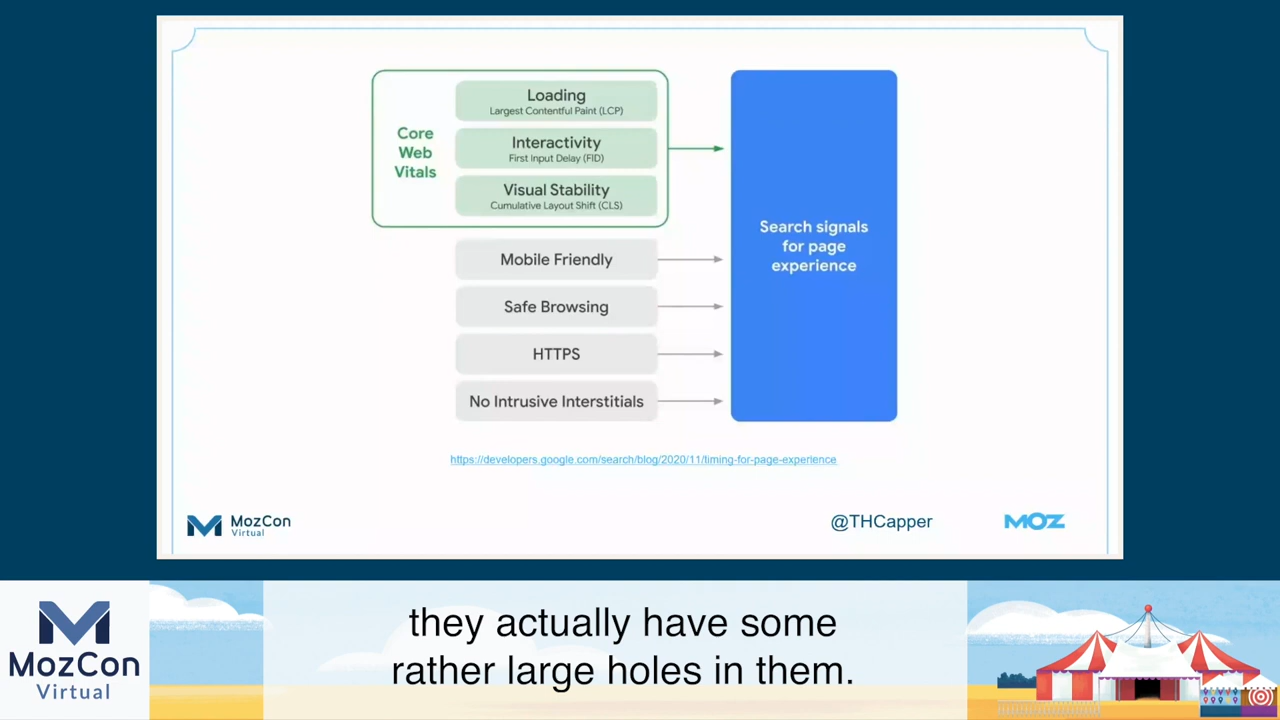 Core
Web
Vitals
Loading
Largest Contentful Paint (LCP)
Interactivity
First Input Delay (FID)
Visual Stability
Cumulative Layout Shift (CLS)
Mobile Friendly
Safe Browsing
HTTPS
No Intrusive Interstitials
Search signals
for page
experience
https://developers.google.com/search/blog/2020/11/timing-for-page-experience
MozCon
Virtual
@THCapper
MOZ
MozCon
Virtual
they actually have some
rather large holes in them.